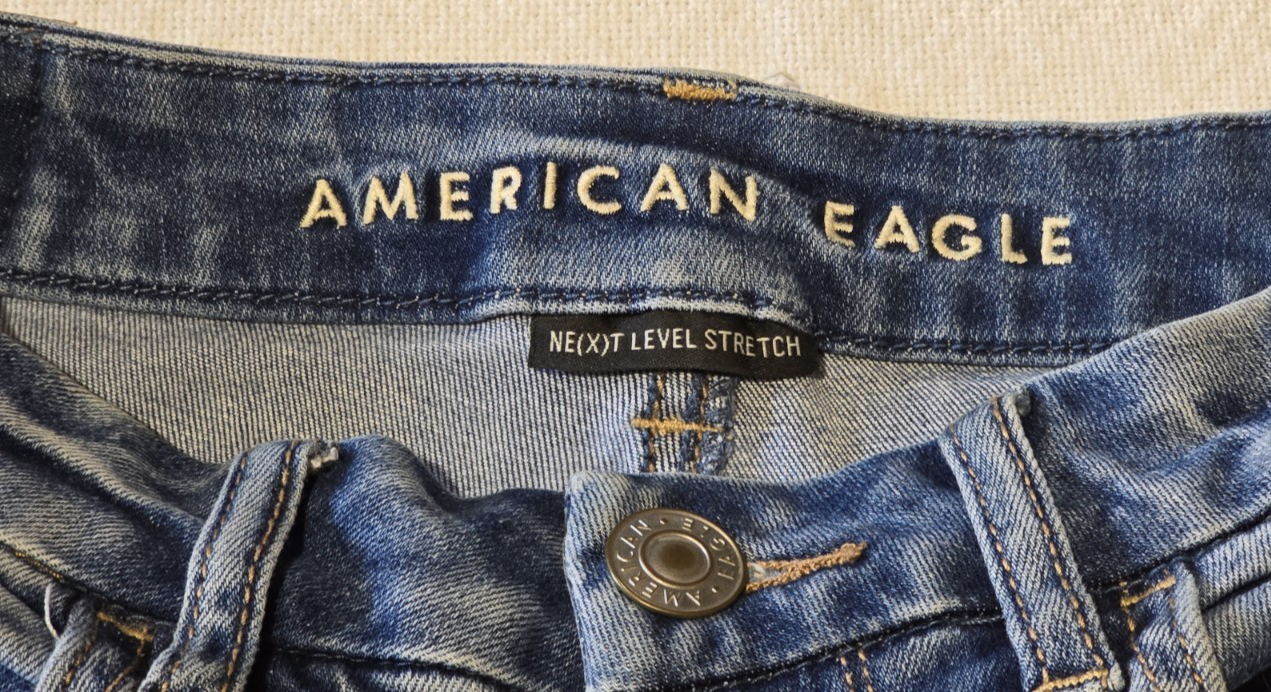 AMERICAN EAGLE
NE(X)T LEVEL STRETCH
AMERICAN · EAGLE ·